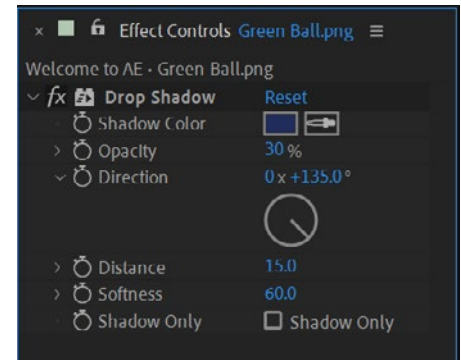 × Effect Controls Green Ball.png ≡
Welcome to AE · Green Ball.png
fx Drop Shadow Reset
Shadow Color
Opacity 30 %
Direction 0 x +135.0 °
Distance 15.0
Softness 60.0
Shadow Only Shadow Only